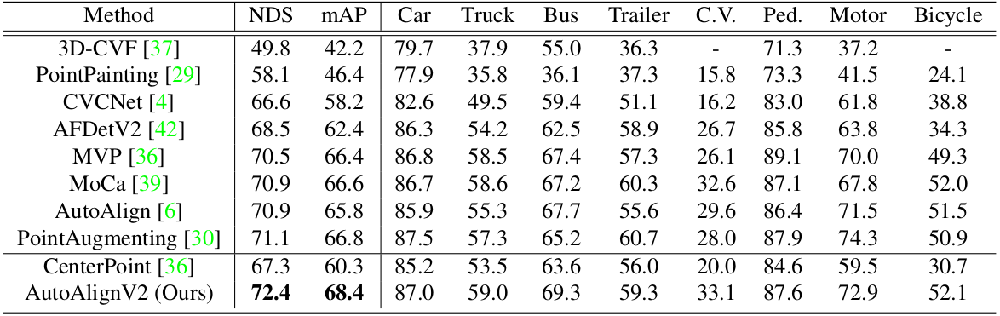 Method NDS mAP Car Truck Bus Trailer C.V. Ped. Motor Bicycle
3D-CVF [37] 49.8 42.2 79.7 37.9 55.0 36.3 - 71.3 37.2 -
PointPainting [29] 58.1 46.4 77.9 35.8 36.1 37.3 15.8 73.3 41.5 24.1
CVCNet [4] 66.6 58.2 82.6 49.5 59.4 51.1 16.2 83.0 61.8 38.8
AFDetV2 [42] 68.5 62.4 86.3 54.2 62.5 58.9 26.7 85.8 63.8 34.3
MVP [36] 70.5 66.4 86.8 58.5 67.4 57.3 26.1 89.1 70.0 49.3
MoCa [39] 70.9 66.6 86.7 58.6 67.2 60.3 32.6 87.1 67.8 52.0
AutoAlign [6] 70.9 65.8 85.9 55.3 67.7 55.6 29.6 86.4 71.5 51.5
PointAugmenting [30] 71.1 66.8 87.5 57.3 65.2 60.7 28.0 87.9 74.3 50.9
CenterPoint [36] 67.3 60.3 85.2 53.5 63.6 56.0 20.0 84.6 59.5 30.7
AutoAlignV2 (Ours) 72.4 68.4 87.0 59.0 69.3 59.3 33.1 87.6 72.9 52.1